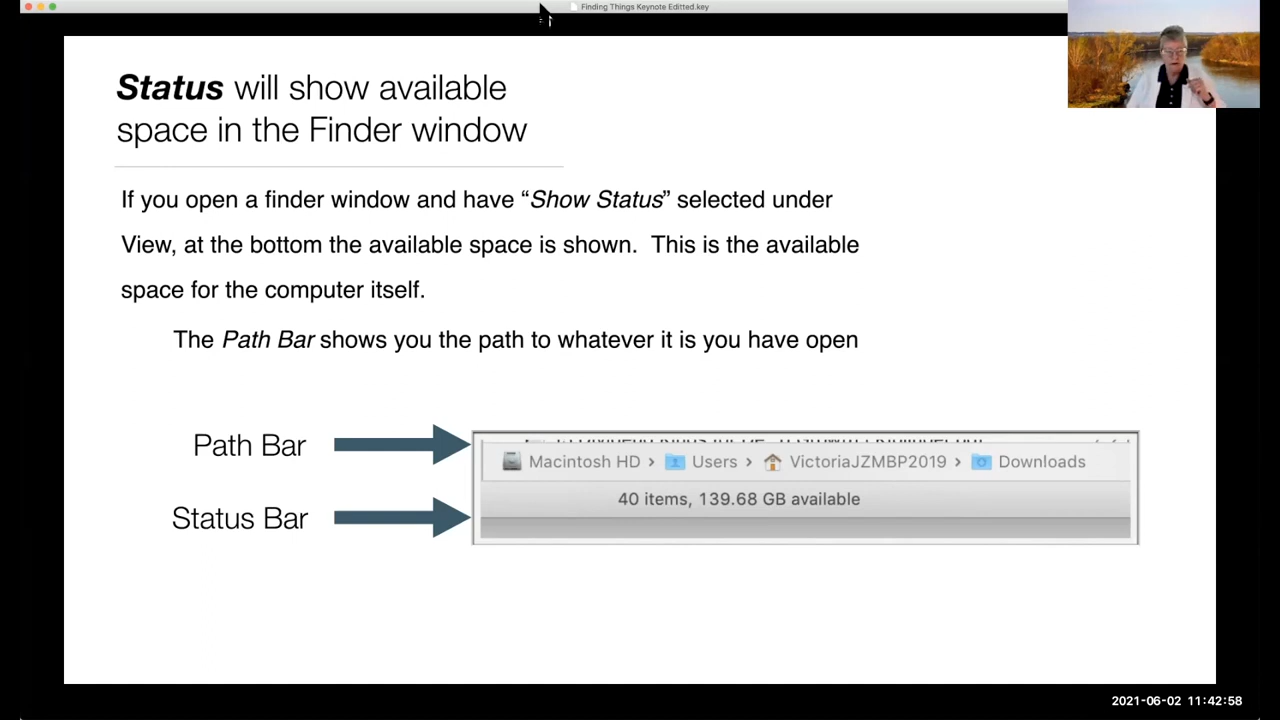 Finding Things Keynote Editted.key
Status will show available
space in the Finder window
If you open a finder window and have “Show Status” selected under
View, at the bottom the available space is shown.  This is the available
space for the computer itself.
The Path Bar shows you the path to whatever it is you have open
Path Bar
Macintosh HD › Users › VictoriaJZMBP2019 › Downloads
40 items, 139.68 GB available
Status Bar
2021-06-02 11:42:58